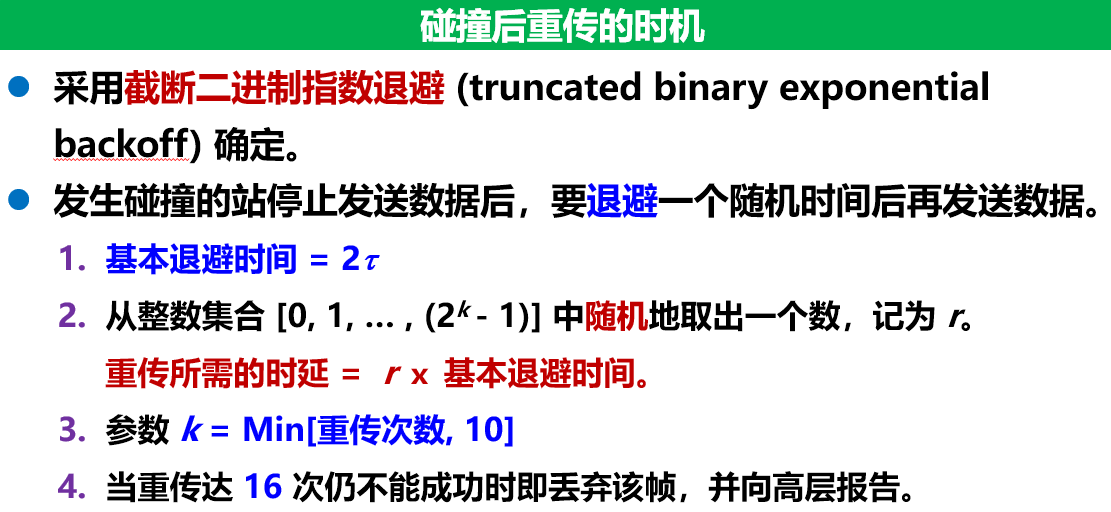 碰撞后重传的时机
● 采用截断二进制指数退避 (truncated binary exponential
backoff) 确定。
● 发生碰撞的站停止发送数据后，要退避一个随机时间后再发送数据。
1. 基本退避时间 = 2τ
2. 从整数集合 [0, 1, … , (2ᵏ - 1)] 中随机地取出一个数，记为 r。
重传所需的时延 = r x 基本退避时间。
3. 参数 k = Min[重传次数, 10]
4. 当重传达 16 次仍不能成功时即丢弃该帧，并向高层报告。